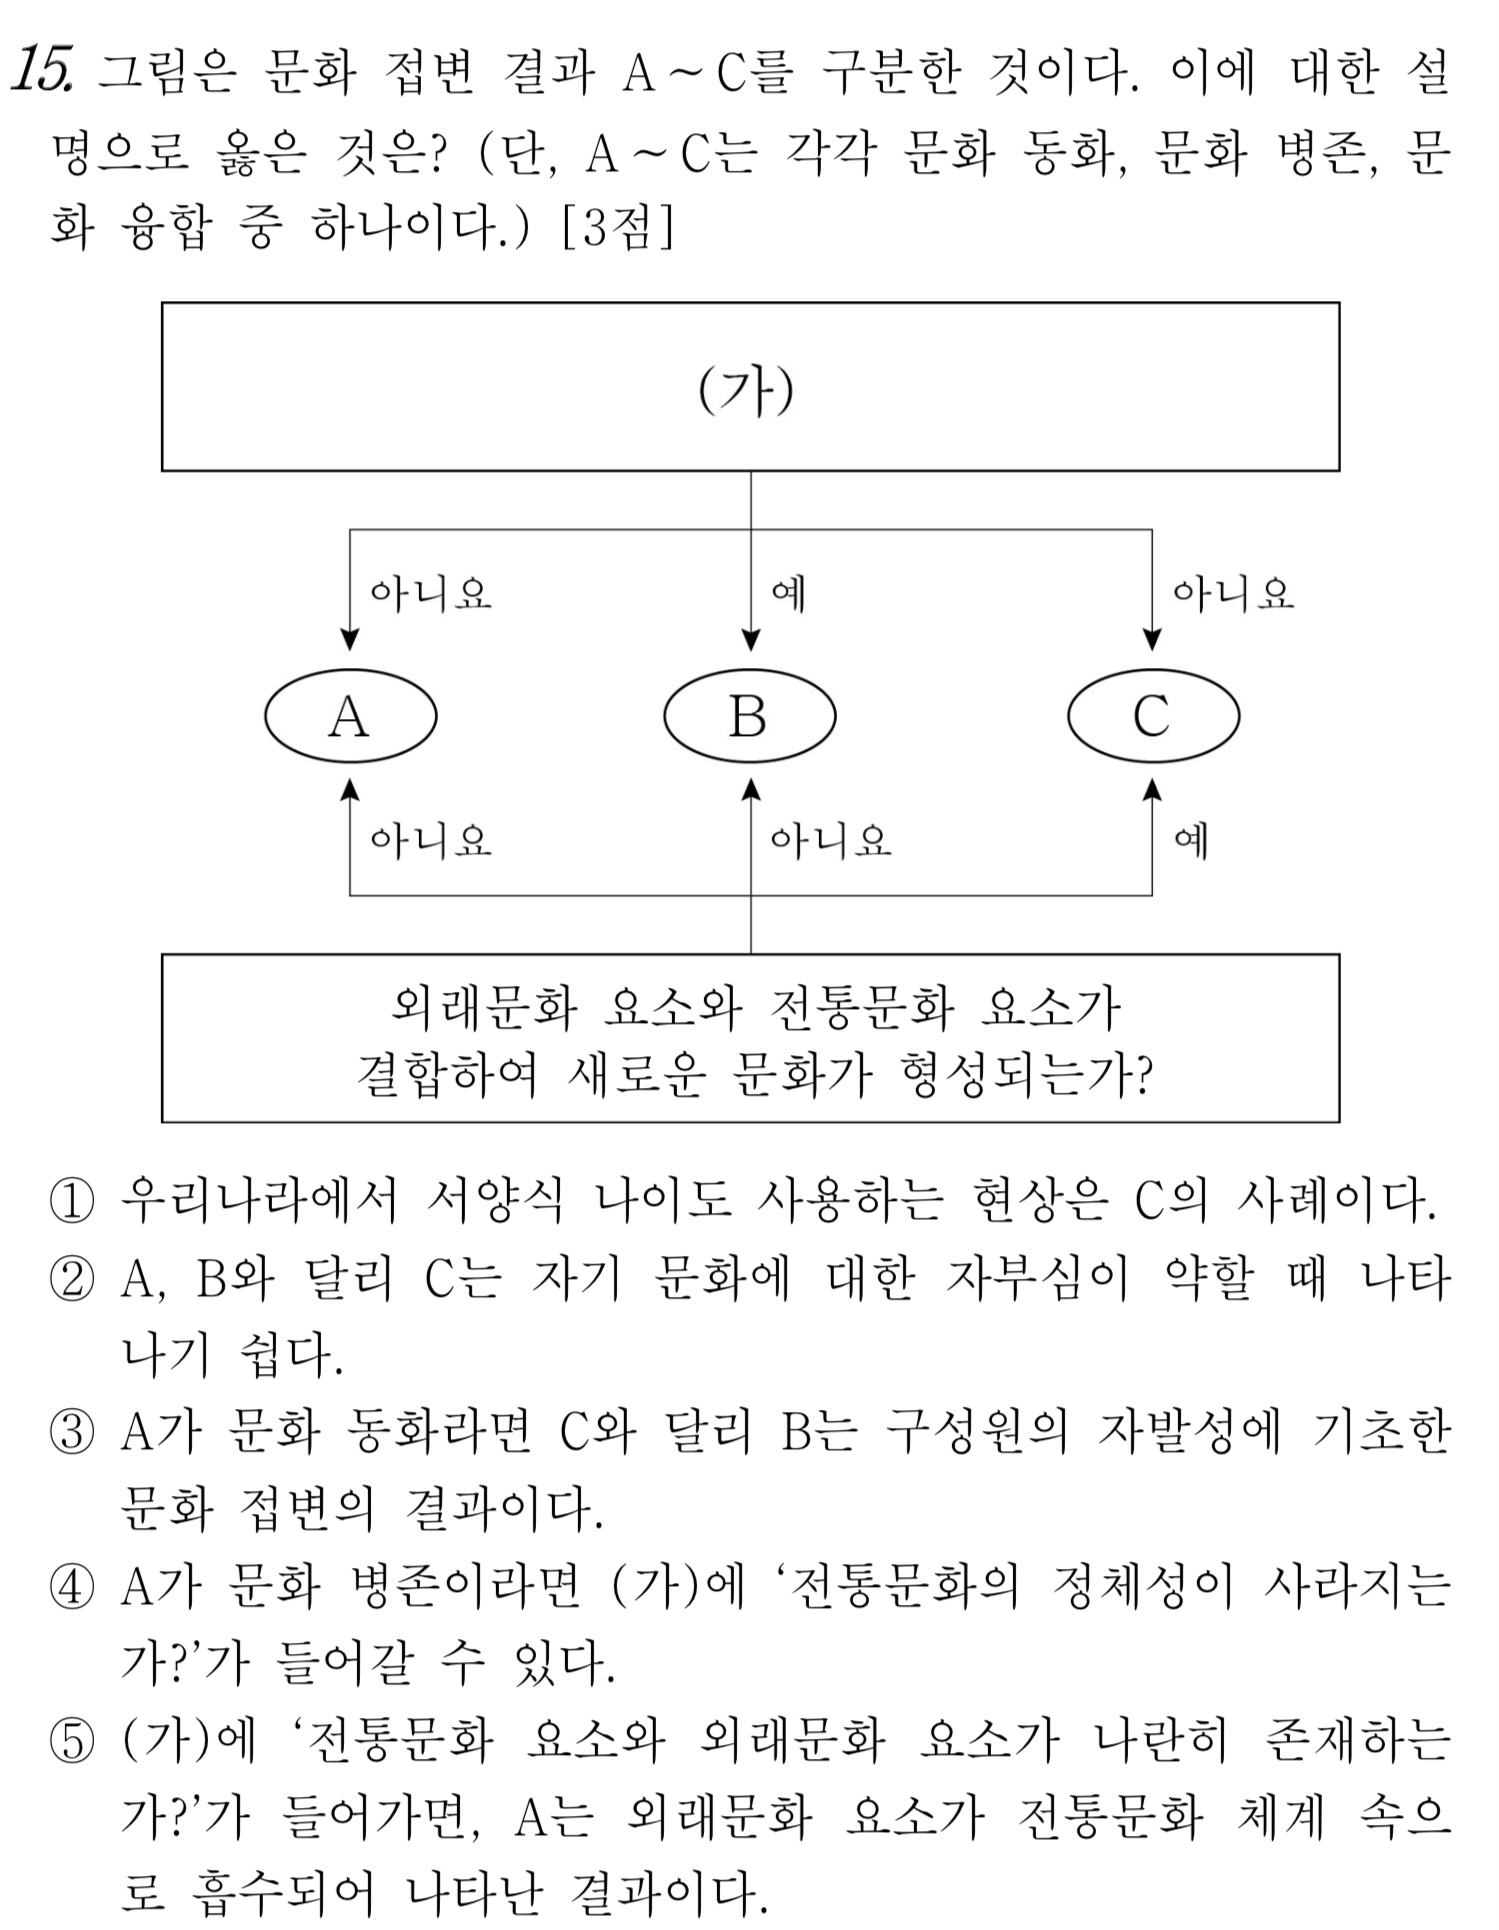 15. 그림은 문화 접변 결과 A～C를 구분한 것이다. 이에 대한 설
명으로 옳은 것은? (단, A～C는 각각 문화 동화, 문화 병존, 문
화 융합 중 하나이다.) [3점]
(가)
아니요 예 아니요
A B C
아니요 아니요 예
외래문화 요소와 전통문화 요소가
결합하여 새로운 문화가 형성되는가?
① 우리나라에서 서양식 나이도 사용하는 현상은 C의 사례이다.
② A, B와 달리 C는 자기 문화에 대한 자부심이 약할 때 나타
나기 쉽다.
③ A가 문화 동화라면 C와 달리 B는 구성원의 자발성에 기초한
문화 접변의 결과이다.
④ A가 문화 병존이라면 (가)에 ‘전통문화의 정체성이 사라지는
가?’가 들어갈 수 있다.
⑤ (가)에 ‘전통문화 요소와 외래문화 요소가 나란히 존재하는
가?’가 들어가면, A는 외래문화 요소가 전통문화 체계 속으
로 흡수되어 나타난 결과이다.